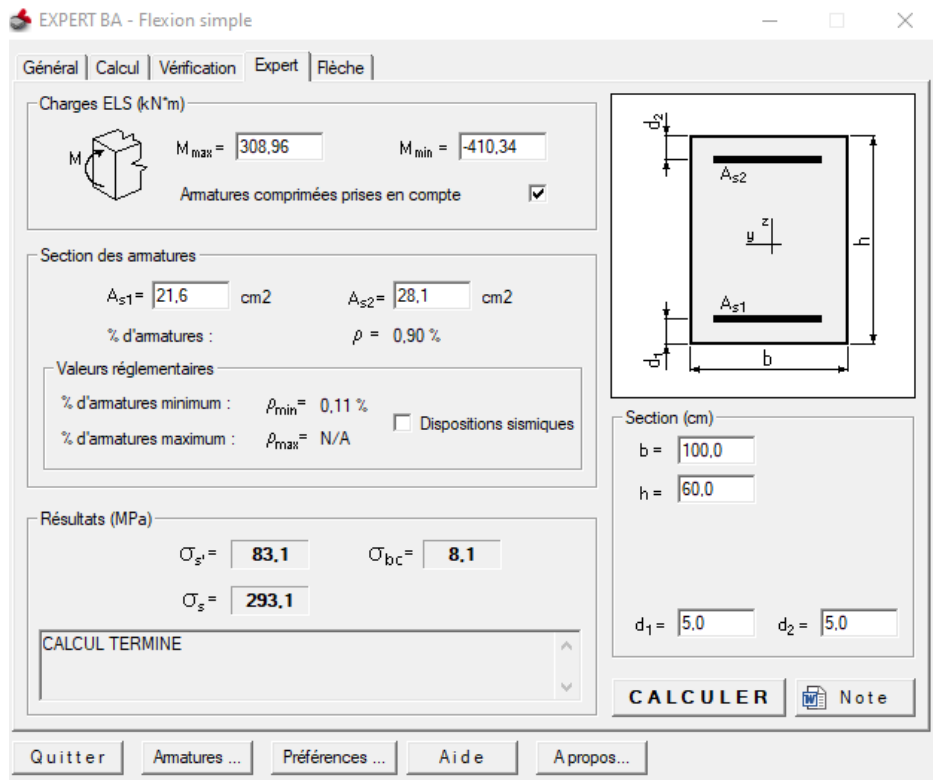 EXPERT BA - Flexion simple
Général Calcul Vérification Expert Flèche
Charges ELS (kN*m)
M
M max = 308,96
M min = -410,34
Armatures comprimées prises en compte
Section des armatures
As1= 21,6 cm2
As2= 28,1 cm2
% d'armatures : ρ = 0,90 %
Valeurs réglementaires
% d'armatures minimum : ρmin= 0,11 %
% d'armatures maximum : ρmax= N/A
Dispositions sismiques
Résultats (MPa)
σs'= 83,1
σbc= 8,1
σs= 293,1
CALCUL TERMINE
d2
As2
z
y
h
As1
d1
b
Section (cm)
b = 100,0
h = 60,0
d1 = 5,0
d2 = 5,0
CALCULER
W Note
Quitter
Armatures ...
Préférences ...
Aide
A propos...